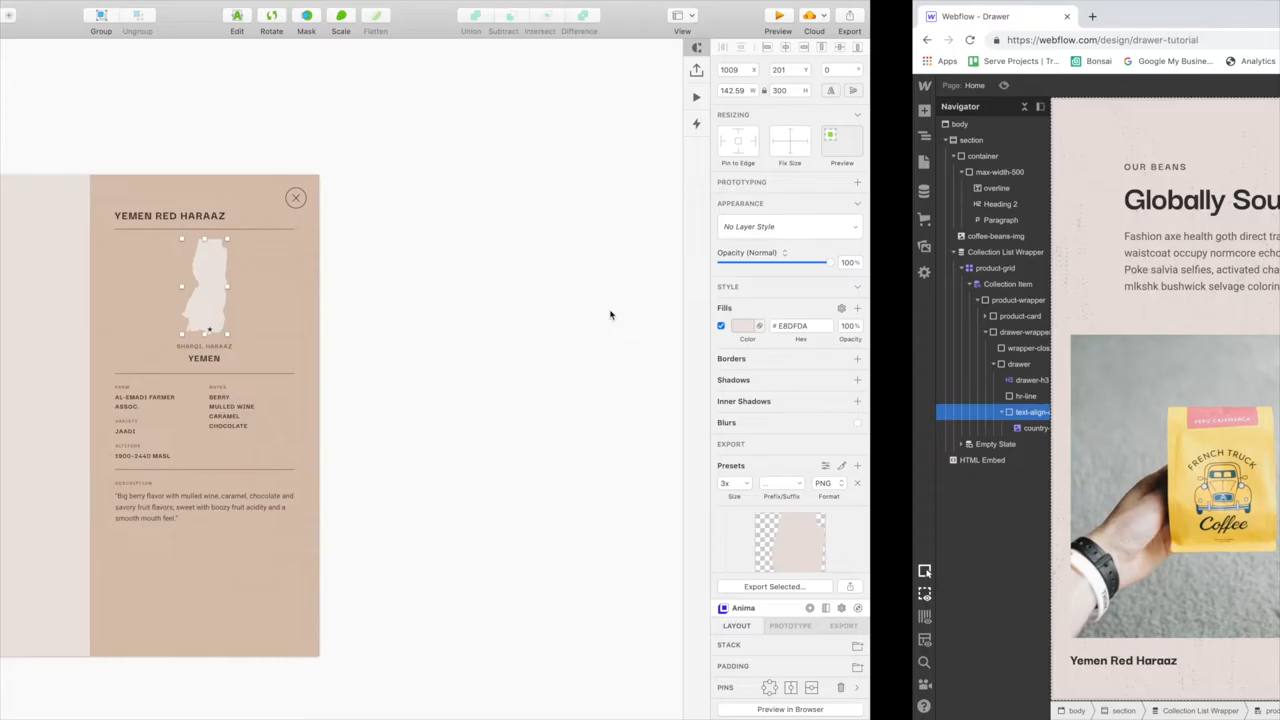 Group
Ungroup
Edit
Rotate
Mask
Scale
Flatten
Union
Subtract
Intersect
Difference
View
Preview
Cloud
Export
1009 X
201 Y
0 °
142.59 W
300 H
RESIZING
Pin to Edge
Fix Size
Preview
PROTOTYPING
APPEARANCE
No Layer Style
Opacity (Normal)
100%
STYLE
Fills
# E8DFDA
100%
Color
Hex
Opacity
Borders
Shadows
Inner Shadows
Blurs
EXPORT
Presets
3x
...
PNG
Size
Prefix/Suffix
Format
Export Selected...
Anima
LAYOUT
PROTOTYPE
EXPORT
STACK
PADDING
PINS
Preview in Browser
YEMEN RED HARAAZ
SHARQI, HARAAZ
YEMEN
FARM
AL-EMADI FARMER
ASSOC.
VARIETY
JAADI
ALTITUDE
1900-2440 MASL
NOTES
BERRY
MULLED WINE
CARAMEL
CHOCOLATE
DESCRIPTION
"Big berry flavor with mulled wine, caramel, chocolate and
savory fruit flavors; sweet with boozy fruit acidity and a
smooth mouth feel."
Webflow - Drawer
https://webflow.com/design/drawer-tutorial
Apps
Serve Projects | Tr...
Bonsai
Google My Busine...
Analytics
Page: Home
Navigator
body
section
container
max-width-500
overline
H2 Heading 2
P Paragraph
coffee-beans-img
Collection List Wrapper
product-grid
Collection Item
product-wrapper
product-card
drawer-wrappe
wrapper-clos
drawer
H3 drawer-h3
hr-line
text-align-c
country-
Empty State
HTML Embed
OUR BEANS
Globally Sou
Fashion axe health goth direct tra
waistcoat occupy normcore exhe
Poke salvia selfies, activated cha
mlkshk bushwick selvage colorin
PERU CAJAMARCA
FRENCH TRUCK
Coffee
Yemen Red Haraaz
body
section
Collection List Wrapper
pro